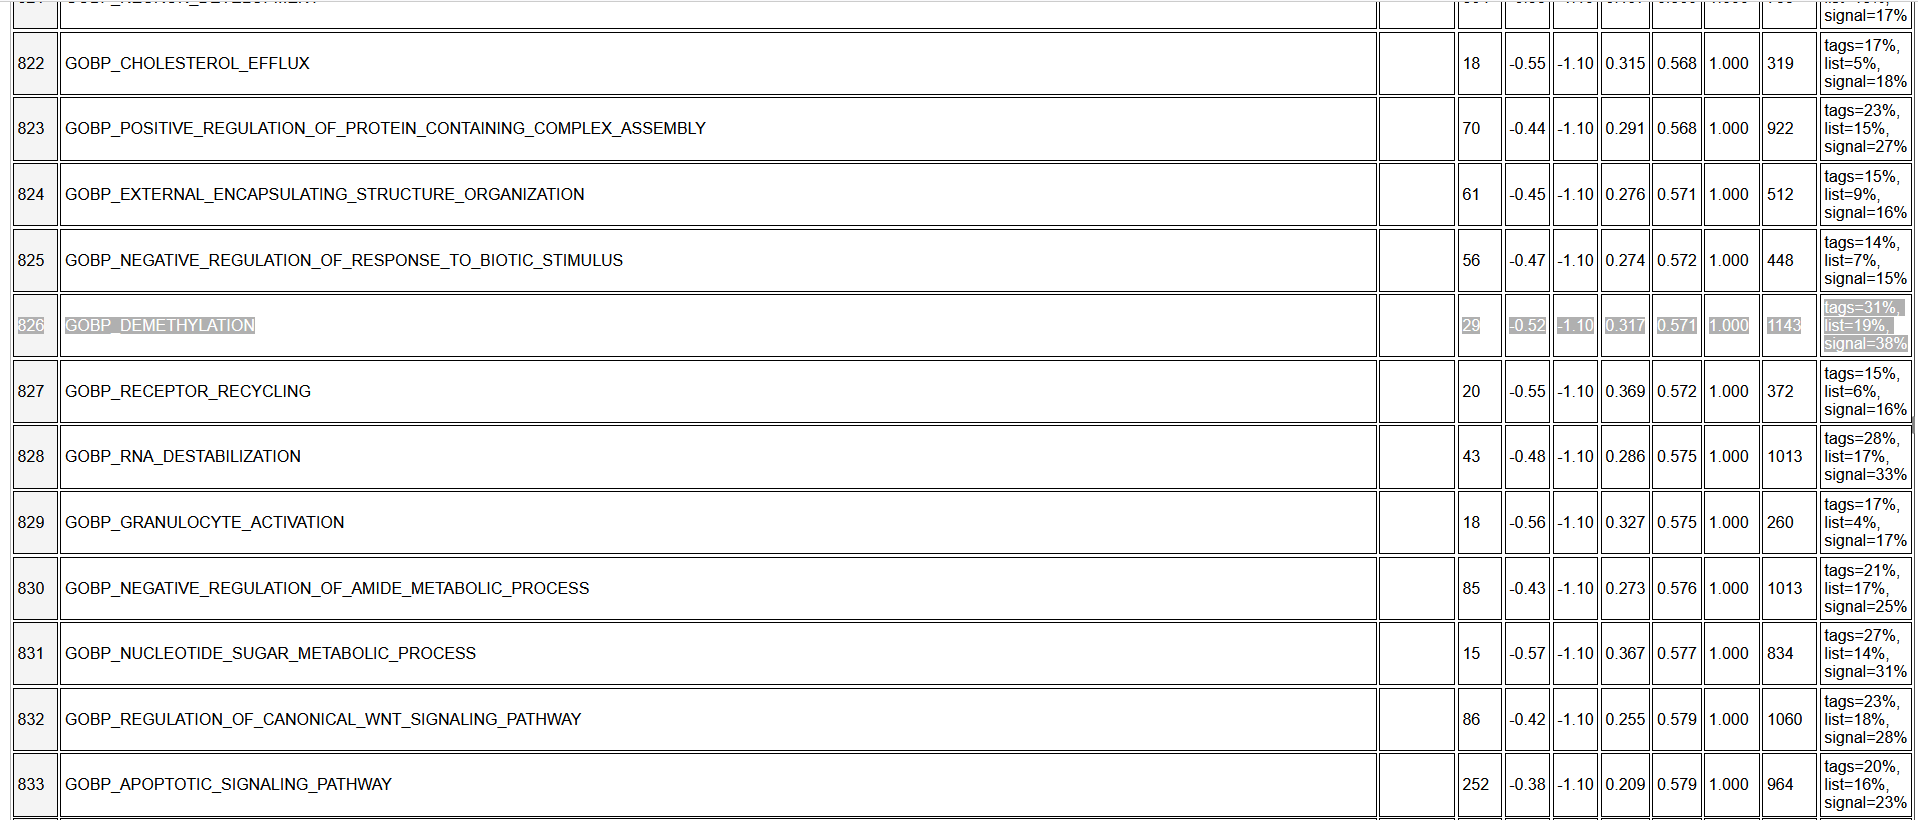 signal=17%
822 GOBP_CHOLESTEROL_EFFLUX 18 -0.55 -1.10 0.315 0.568 1.000 319 tags=17%,
list=5%,
signal=18%
823 GOBP_POSITIVE_REGULATION_OF_PROTEIN_CONTAINING_COMPLEX_ASSEMBLY 70 -0.44 -1.10 0.291 0.568 1.000 922 tags=23%,
list=15%,
signal=27%
824 GOBP_EXTERNAL_ENCAPSULATING_STRUCTURE_ORGANIZATION 61 -0.45 -1.10 0.276 0.571 1.000 512 tags=15%,
list=9%,
signal=16%
825 GOBP_NEGATIVE_REGULATION_OF_RESPONSE_TO_BIOTIC_STIMULUS 56 -0.47 -1.10 0.274 0.572 1.000 448 tags=14%,
list=7%,
signal=15%
826 GOBP_DEMETHYLATION 29 -0.52 -1.10 0.317 0.571 1.000 1143 tags=31%,
list=19%,
signal=38%
827 GOBP_RECEPTOR_RECYCLING 20 -0.55 -1.10 0.369 0.572 1.000 372 tags=15%,
list=6%,
signal=16%
828 GOBP_RNA_DESTABILIZATION 43 -0.48 -1.10 0.286 0.575 1.000 1013 tags=28%,
list=17%,
signal=33%
829 GOBP_GRANULOCYTE_ACTIVATION 18 -0.56 -1.10 0.327 0.575 1.000 260 tags=17%,
list=4%,
signal=17%
830 GOBP_NEGATIVE_REGULATION_OF_AMIDE_METABOLIC_PROCESS 85 -0.43 -1.10 0.273 0.576 1.000 1013 tags=21%,
list=17%,
signal=25%
831 GOBP_NUCLEOTIDE_SUGAR_METABOLIC_PROCESS 15 -0.57 -1.10 0.367 0.577 1.000 834 tags=27%,
list=14%,
signal=31%
832 GOBP_REGULATION_OF_CANONICAL_WNT_SIGNALING_PATHWAY 86 -0.42 -1.10 0.255 0.579 1.000 1060 tags=23%,
list=18%,
signal=28%
833 GOBP_APOPTOTIC_SIGNALING_PATHWAY 252 -0.38 -1.10 0.209 0.579 1.000 964 tags=20%,
list=16%,
signal=23%